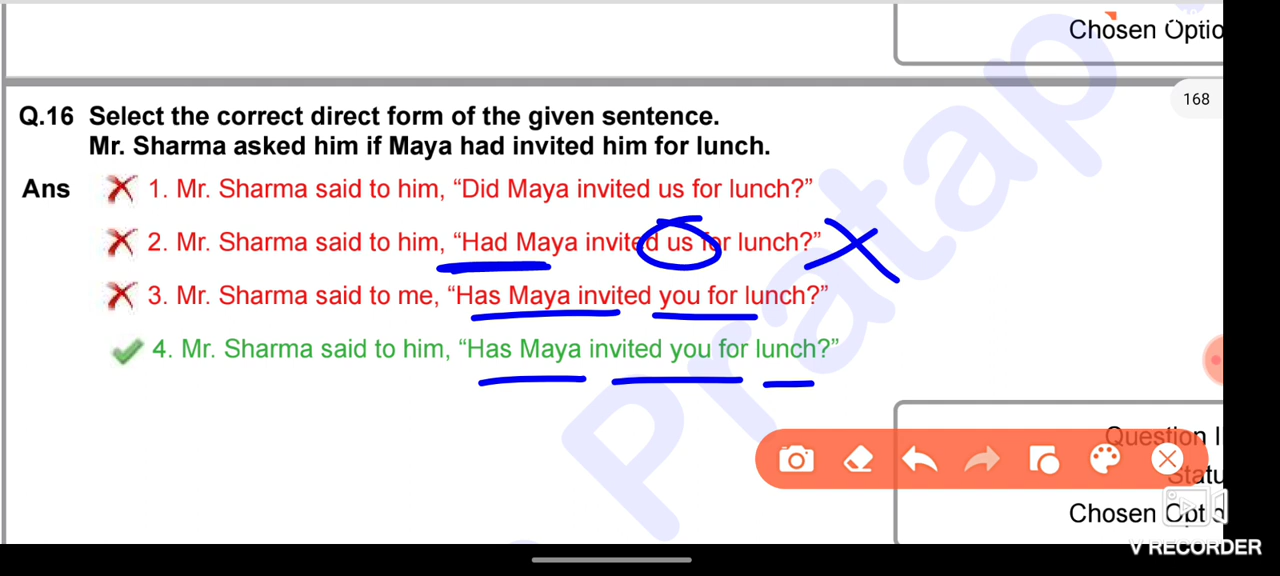 Chosen Optio
168
Q.16 Select the correct direct form of the given sentence.
Mr. Sharma asked him if Maya had invited him for lunch.
Ans 1. Mr. Sharma said to him, “Did Maya invited us for lunch?”
2. Mr. Sharma said to him, “Had Maya invited us for lunch?”
3. Mr. Sharma said to me, “Has Maya invited you for lunch?”
4. Mr. Sharma said to him, “Has Maya invited you for lunch?”
Pratap
Question I
Statu
Chosen Optio
V RECORDER